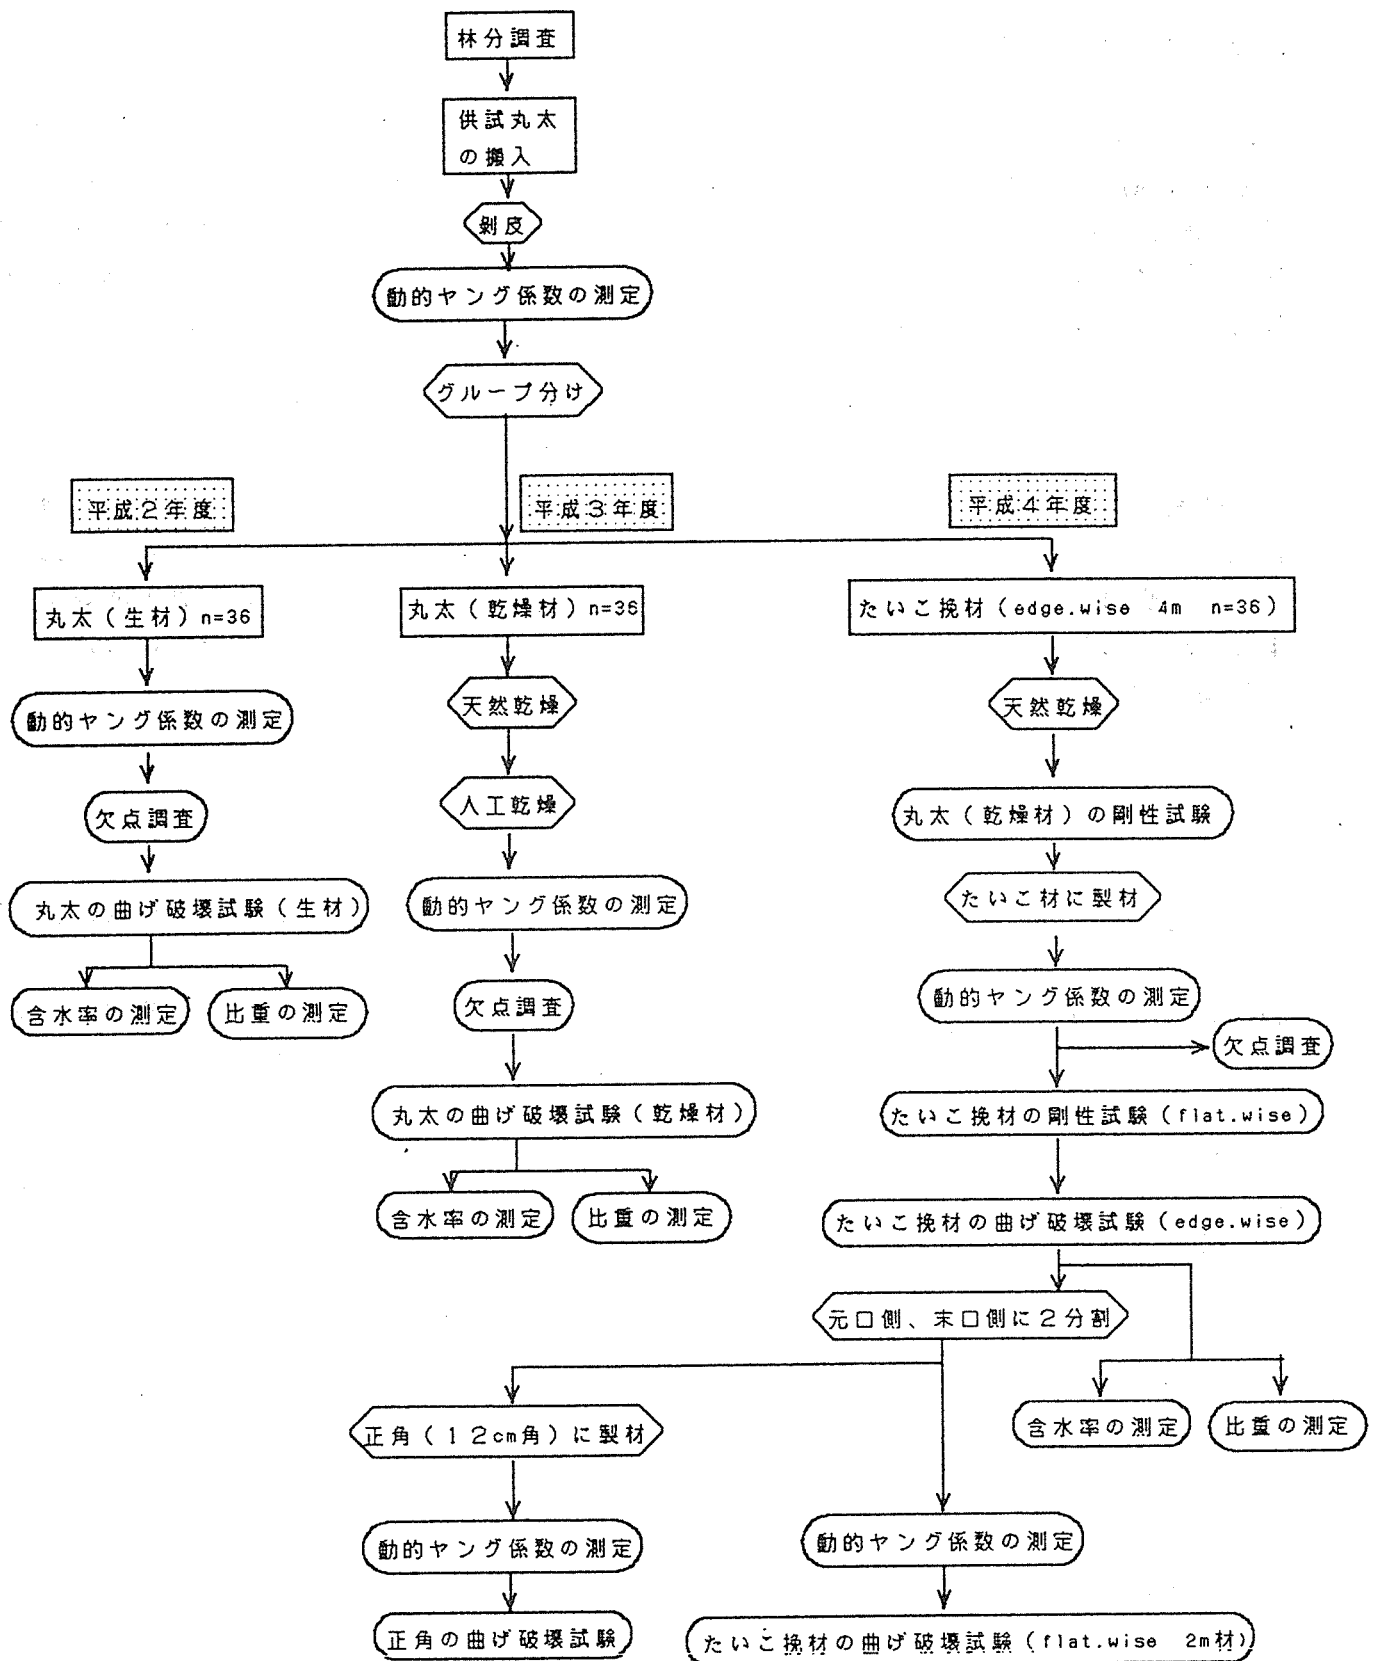 林分調査
供試丸太
の搬入
剝皮
動的ヤング係数の測定
グループ分け
平成2年度
平成3年度
平成4年度
丸太（生材）n=36
動的ヤング係数の測定
欠点調査
丸太の曲げ破壊試験（生材）
含水率の測定
比重の測定
丸太（乾燥材）n=36
天然乾燥
人工乾燥
動的ヤング係数の測定
欠点調査
丸太の曲げ破壊試験（乾燥材）
含水率の測定
比重の測定
たいこ挽材（edge.wise 4m n=36）
天然乾燥
丸太（乾燥材）の剛性試験
たいこ材に製材
動的ヤング係数の測定
欠点調査
たいこ挽材の剛性試験（flat.wise）
たいこ挽材の曲げ破壊試験（edge.wise）
元口側、末口側に2分割
含水率の測定
比重の測定
正角（12cm角）に製材
動的ヤング係数の測定
正角の曲げ破壊試験
動的ヤング係数の測定
たいこ挽材の曲げ破壊試験（flat.wise 2m材）